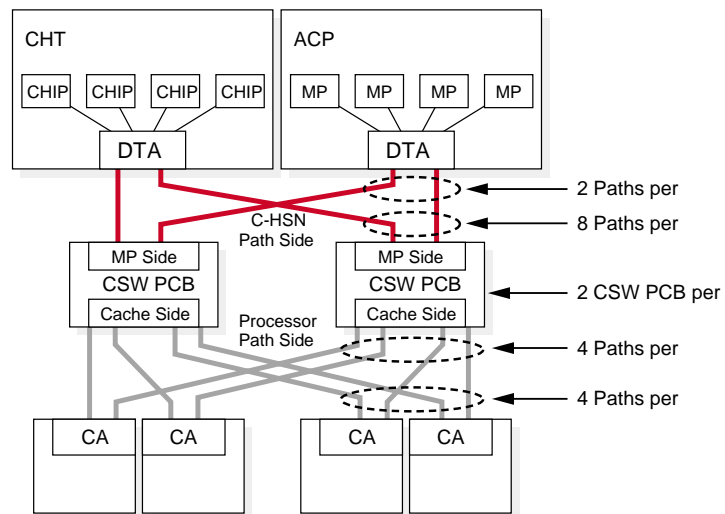 CHT
ACP
CHIP CHIP CHIP CHIP
MP MP MP MP
DTA
DTA
2 Paths per
8 Paths per
C-HSN
Path Side
MP Side
CSW PCB
Cache Side
MP Side
CSW PCB
Cache Side
2 CSW PCB per
Processor
Path Side
4 Paths per
4 Paths per
CA
CA
CA
CA